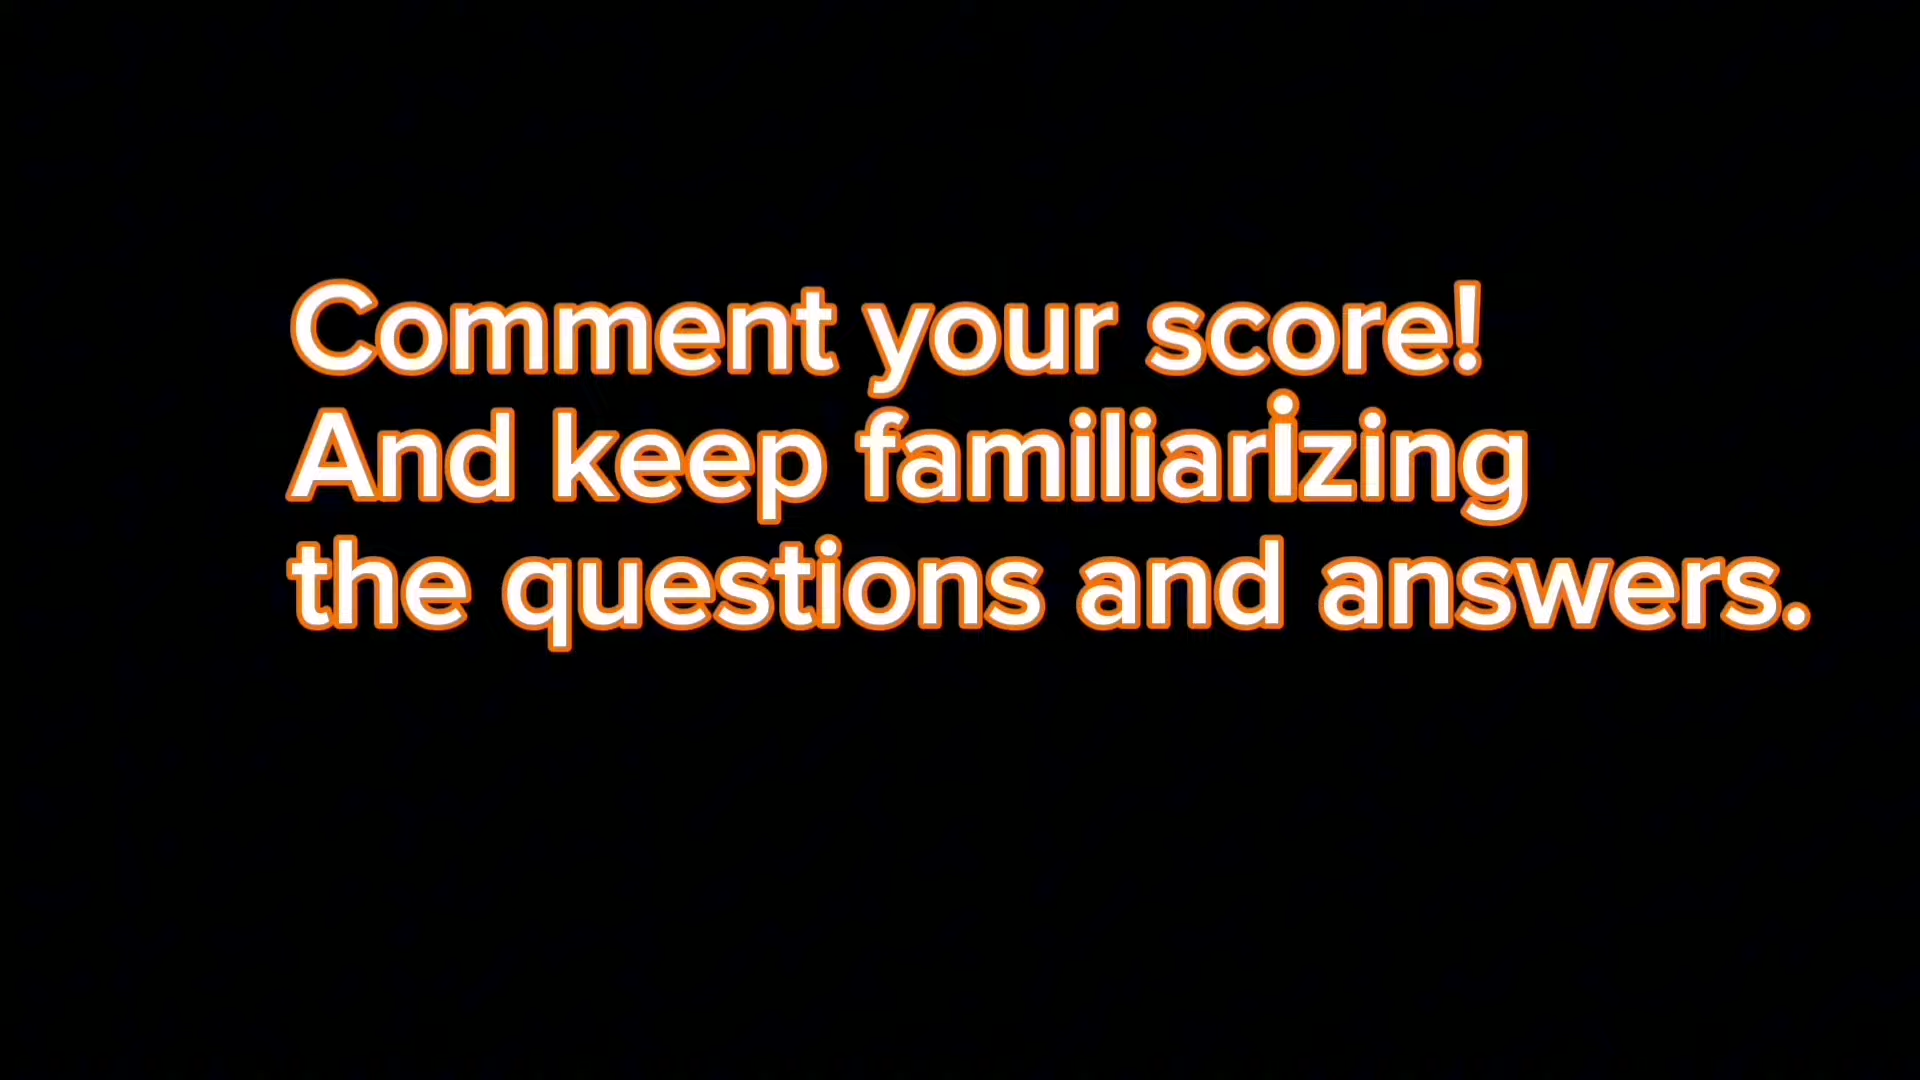 Comment your score!
And keep familiarizing
the questions and answers.